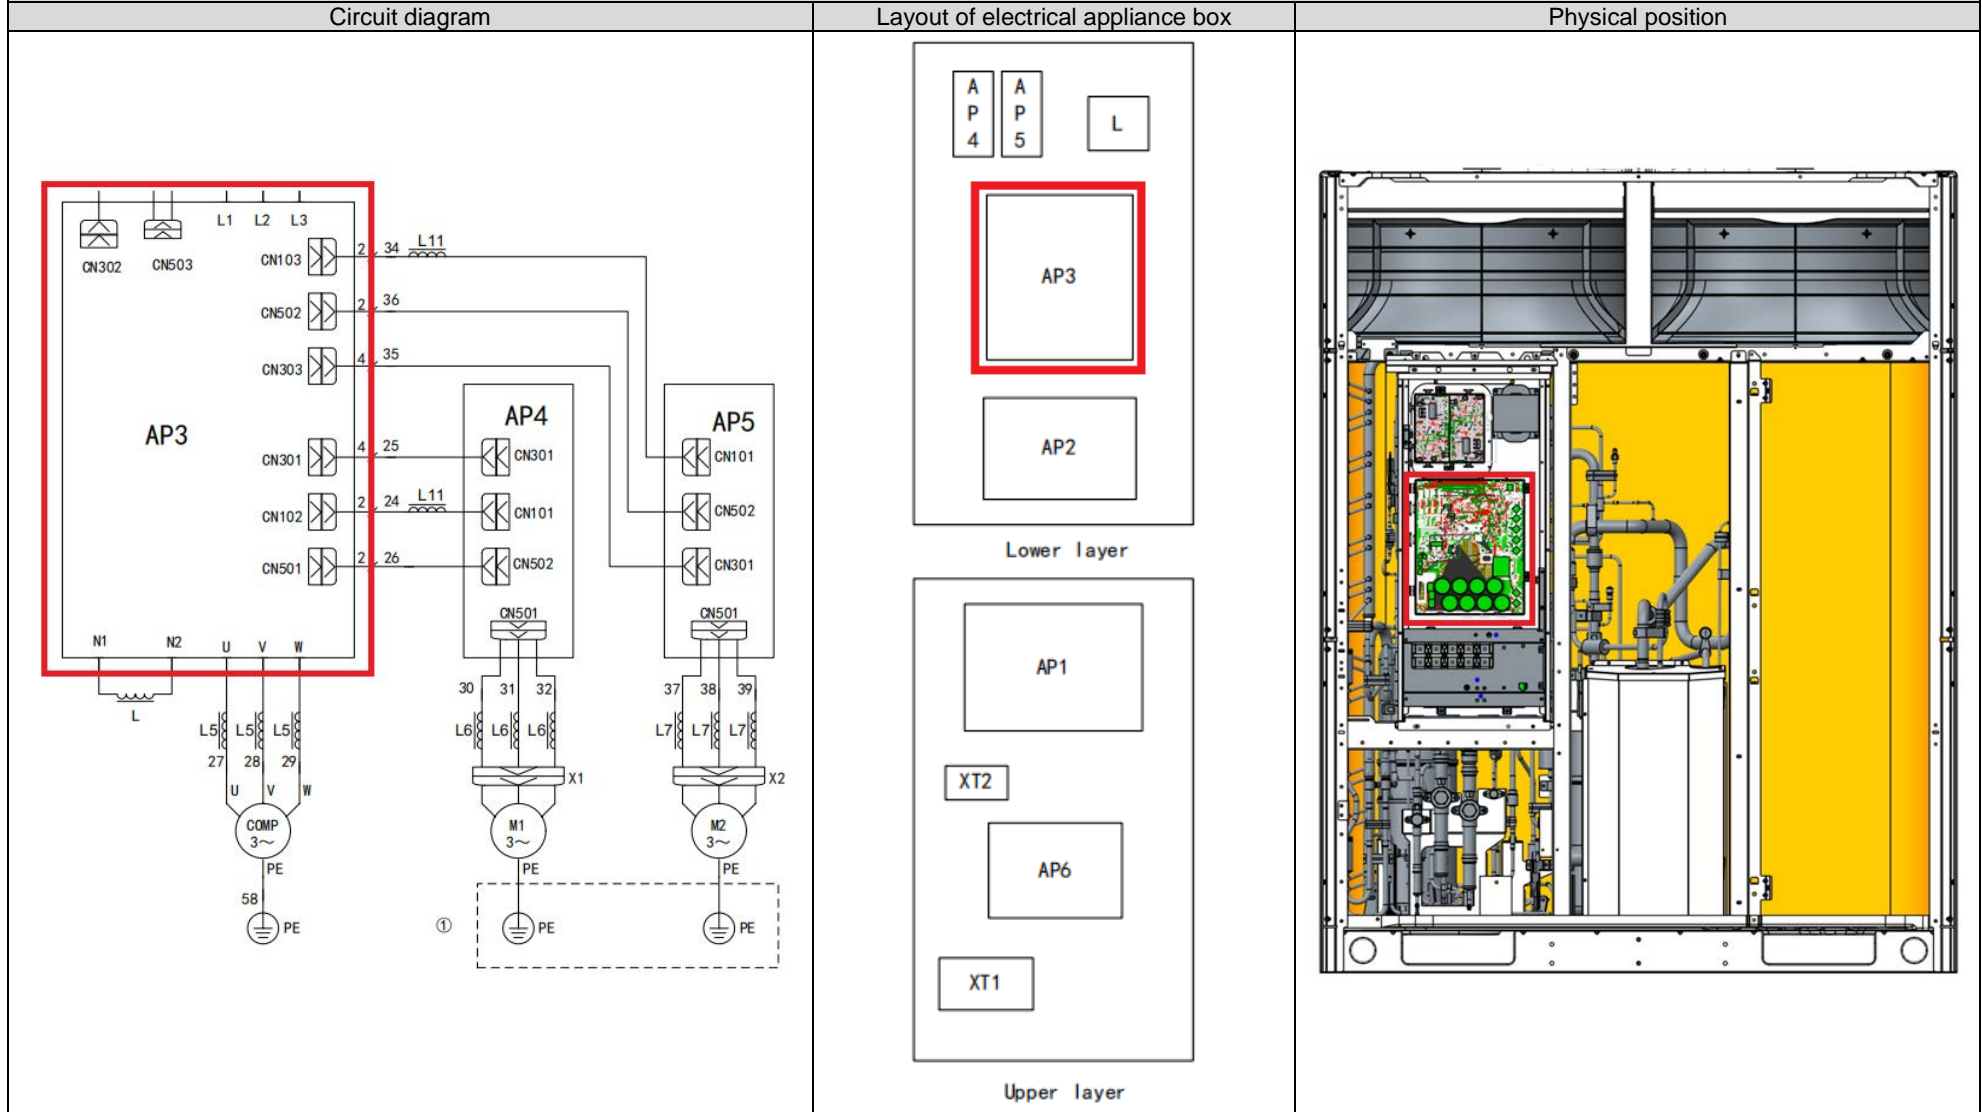 Circuit diagram
Layout of electrical appliance box
Physical position
L1 L2 L3
CN302 CN503
CN103 2 34 L11
CN502 2 36
CN303 4 35
AP3
CN301 4 25
CN102 2 24 L11
CN501 2 26
N1 N2 U V W
L
AP4
CN301
CN101
CN502
CN501
AP5
CN101
CN502
CN301
CN501
30 31 32
37 38 39
L5 L5 L5
27 28 29
U V W
L6 L6 L6
X1
L7 L7 L7
X2
COMP
3～
PE
58
PE
M1
3～
PE
PE
M2
3～
PE
PE
①
A
P
4
A
P
5
L
AP3
AP2
Lower layer
AP1
XT2
AP6
XT1
Upper layer